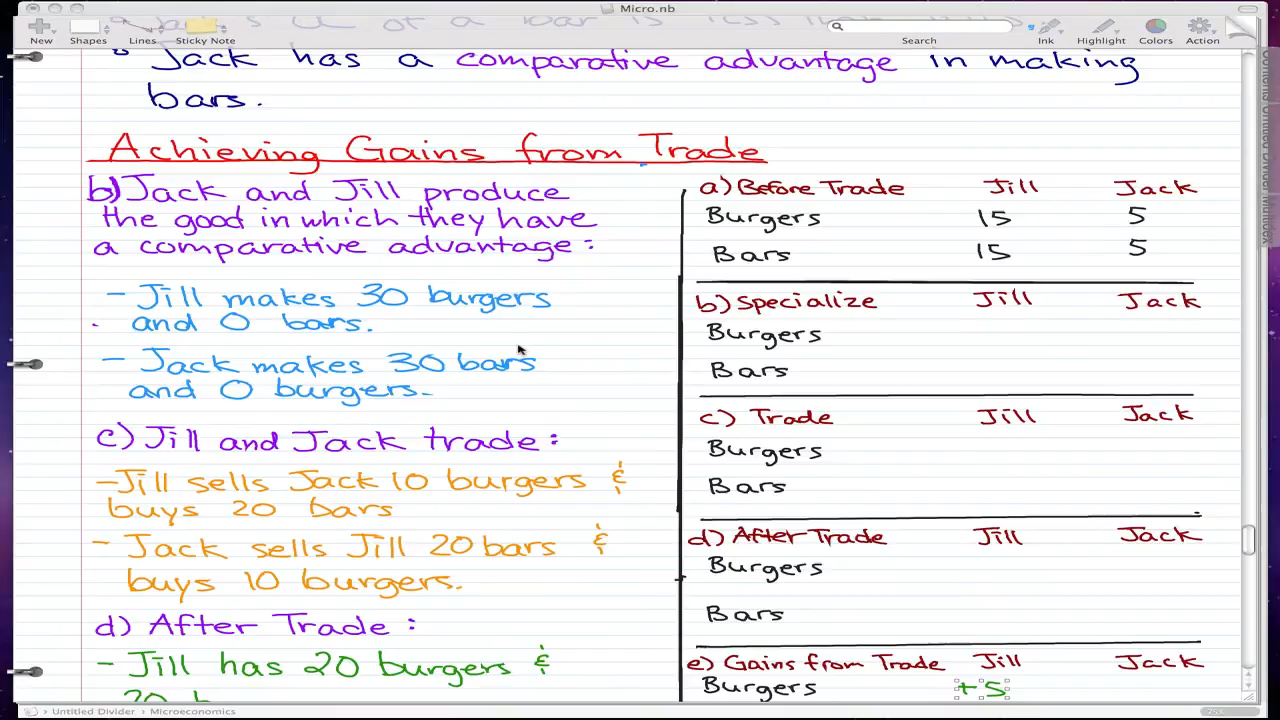 Micro.nb
New
Shapes
Lines
Sticky Note
Search
Ink
Highlight
Colors
Action
Jack has a comparative advantage in making
bars.
Achieving Gains from Trade
b) Jack and Jill produce
the good in which they have
a comparative advantage:
- Jill makes 30 burgers
and 0 bars.
- Jack makes 30 bars
and 0 burgers.
c) Jill and Jack trade:
- Jill sells Jack 10 burgers &
buys 20 bars
- Jack sells Jill 20 bars &
buys 10 burgers.
d) After Trade:
- Jill has 20 burgers &
a) Before Trade Jill Jack
Burgers 15 5
Bars 15 5
b) Specialize Jill Jack
Burgers
Bars
c) Trade Jill Jack
Burgers
Bars
d) After Trade Jill Jack
Burgers
Bars
e) Gains from Trade Jill Jack
Burgers +5
Untitled Divider > Microeconomics